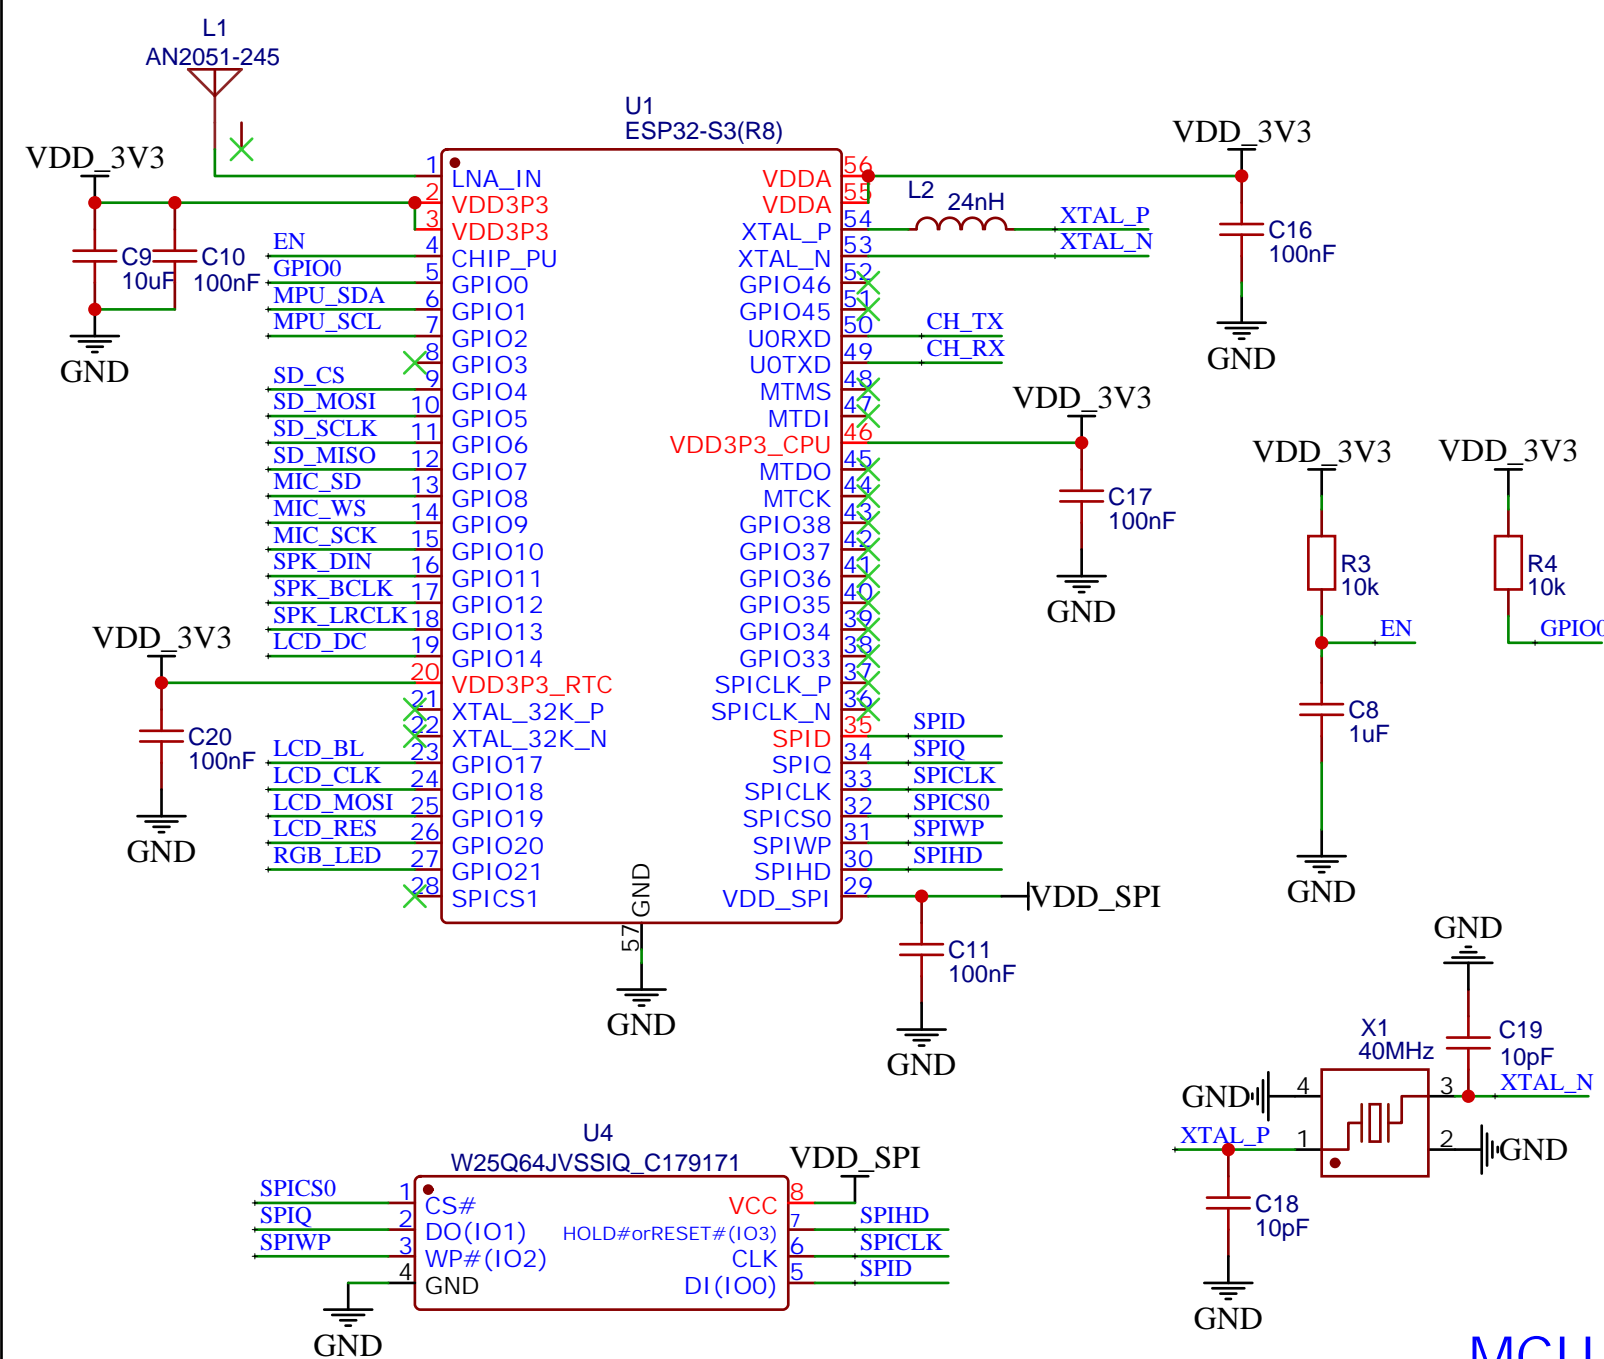 L1
AN2051-245
VDD_3V3
C9
10uF
C10
100nF
GND
U1
ESP32-S3(R8)
EN
GPIO0
MPU_SDA
MPU_SCL
SD_CS
SD_MOSI
SD_SCLK
SD_MISO
MIC_SD
MIC_WS
MIC_SCK
SPK_DIN
SPK_BCLK
SPK_LRCLK
LCD_DC
VDD_3V3
C20
100nF
GND
LCD_BL
LCD_CLK
LCD_MOSI
LCD_RES
RGB_LED
1 LNA_IN
2 VDD3P3
3 VDD3P3
4 CHIP_PU
5 GPIO0
6 GPIO1
7 GPIO2
8 GPIO3
9 GPIO4
10 GPIO5
11 GPIO6
12 GPIO7
13 GPIO8
14 GPIO9
15 GPIO10
16 GPIO11
17 GPIO12
18 GPIO13
19 GPIO14
20 VDD3P3_RTC
21 XTAL_32K_P
22 XTAL_32K_N
23 GPIO17
24 GPIO18
25 GPIO19
26 GPIO20
27 GPIO21
28 SPICS1
GND
57
GND
VDDA 56
VDDA 55
XTAL_P 54
XTAL_N 53
GPIO46 52
GPIO45 51
U0RXD 50
U0TXD 49
MTMS 48
MTDI 47
VDD3P3_CPU 46
MTDO 45
MTCK 44
GPIO38 43
GPIO37 42
GPIO36 41
GPIO35 40
GPIO34 39
GPIO33 38
SPICLK_P 37
SPICLK_N 36
SPID 35
SPIQ 34
SPICLK 33
SPICS0 32
SPIWP 31
SPIHD 30
VDD_SPI 29
L2
24nH
XTAL_P
XTAL_N
CH_TX
CH_RX
VDD_3V3
C16
100nF
GND
VDD_3V3
C17
100nF
GND
SPID
SPIQ
SPICLK
SPICS0
SPIWP
SPIHD
VDD_SPI
C11
100nF
GND
VDD_3V3
R3
10k
EN
C8
1uF
GND
VDD_3V3
R4
10k
GPIO0
GND
C19
10pF
X1
40MHz
GND 4
3 XTAL_N
XTAL_P 1
2 GND
C18
10pF
GND
U4
W25Q64JVSSIQ_C179171
VDD_SPI
SPICS0 1 CS#
SPIQ 2 DO(IO1)
SPIWP 3 WP#(IO2)
4 GND
GND
VCC 8
HOLD#orRESET#(IO3) 7 SPIHD
CLK 6 SPICLK
DI(IO0) 5 SPID
MCU